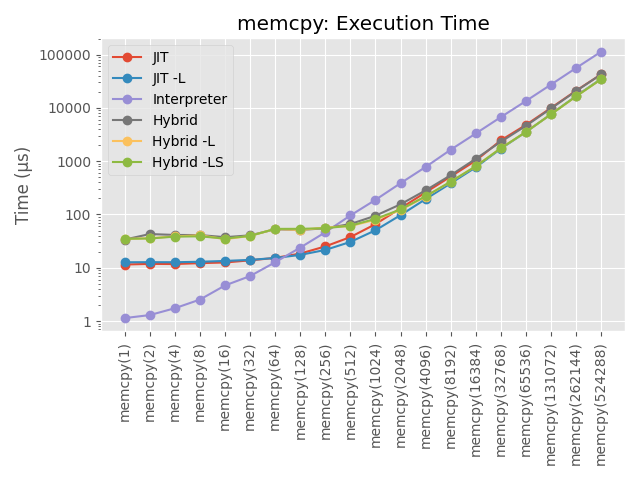 memcpy: Execution Time
JIT
JIT -L
Interpreter
Hybrid
Hybrid -L
Hybrid -LS
Time (µs)
100000
10000
1000
100
10
1
memcpy(1)
memcpy(2)
memcpy(4)
memcpy(8)
memcpy(16)
memcpy(32)
memcpy(64)
memcpy(128)
memcpy(256)
memcpy(512)
memcpy(1024)
memcpy(2048)
memcpy(4096)
memcpy(8192)
memcpy(16384)
memcpy(32768)
memcpy(65536)
memcpy(131072)
memcpy(262144)
memcpy(524288)